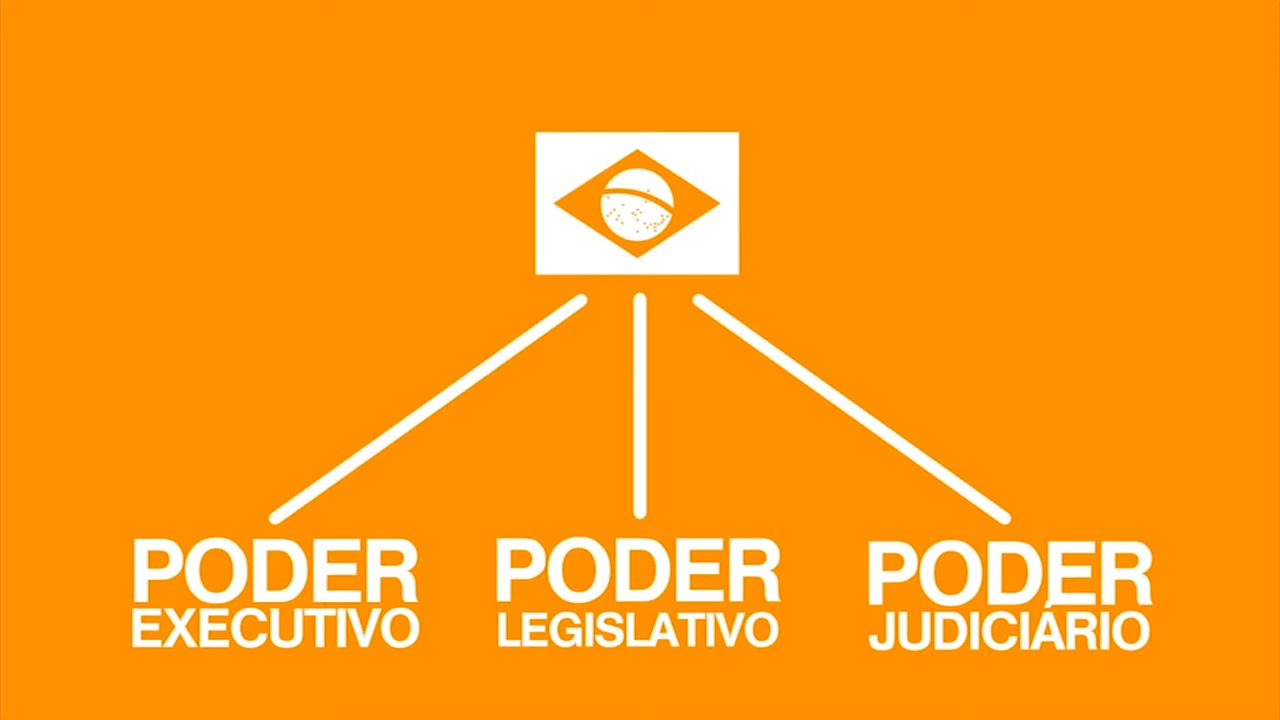 PODER
EXECUTIVO
PODER
LEGISLATIVO
PODER
JUDICIÁRIO